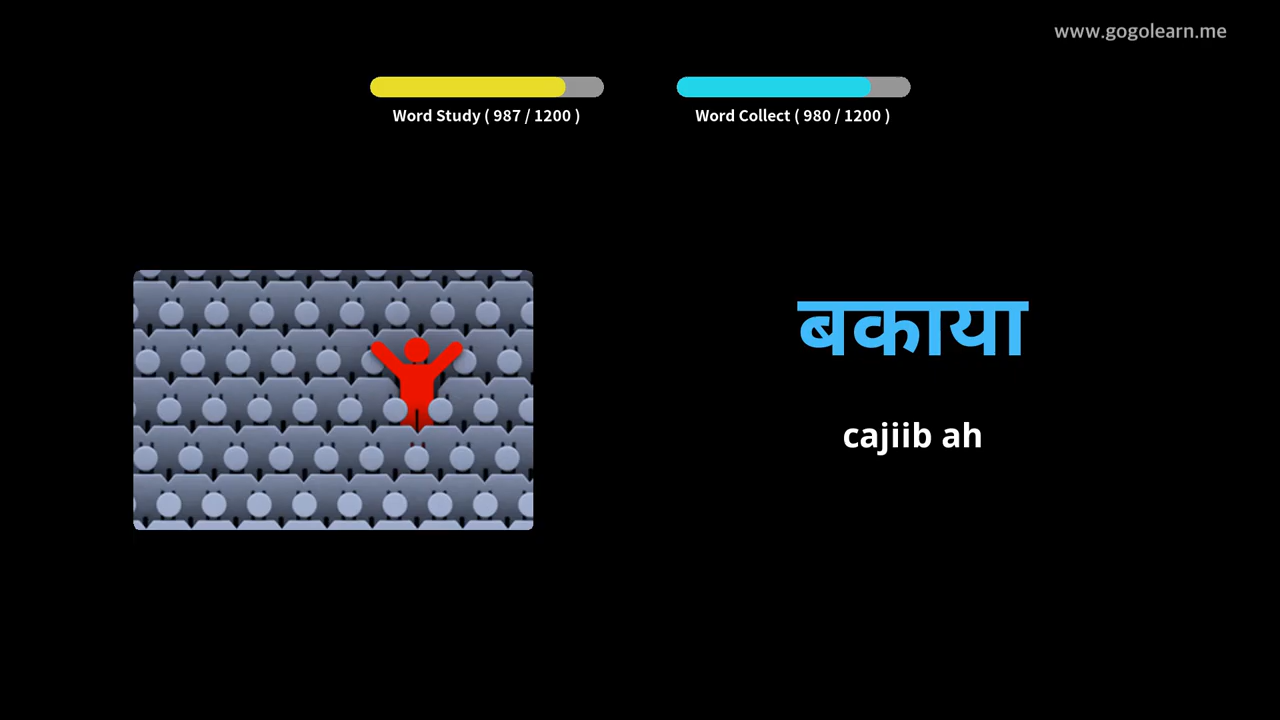 www.gogolearn.me
Word Study ( 987 / 1200 )
Word Collect ( 980 / 1200 )
बकाया
cajiib ah